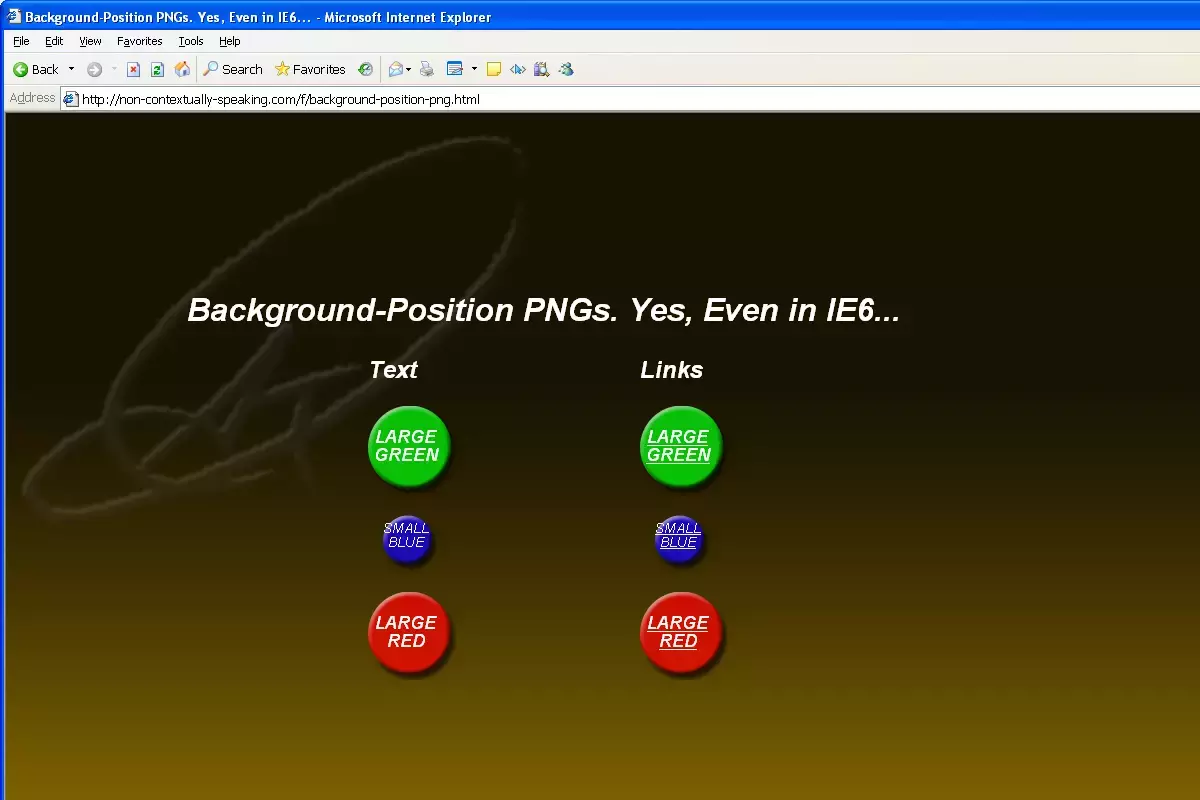 Background-Position PNGs. Yes, Even in IE6... - Microsoft Internet Explorer
File Edit View Favorites Tools Help
Back Search Favorites
Address http://non-contextually-speaking.com/f/background-position-png.html
Background-Position PNGs. Yes, Even in IE6...
Text Links
LARGE LARGE
GREEN GREEN
SMALL SMALL
BLUE BLUE
LARGE LARGE
RED RED